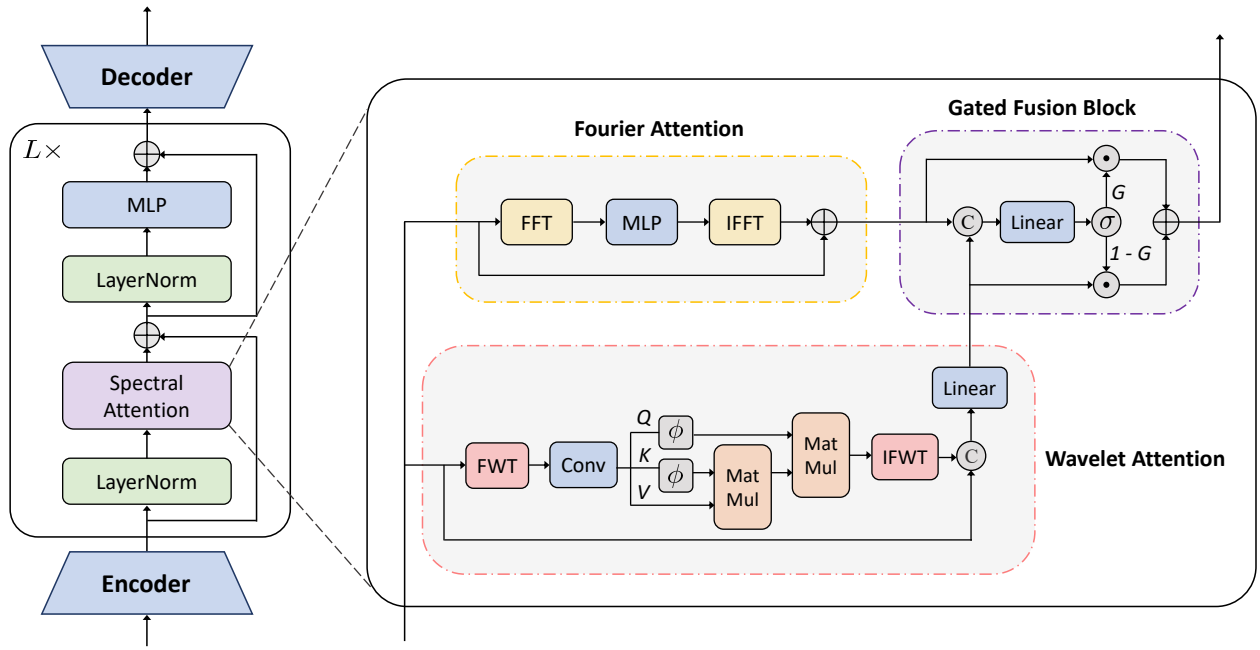 Decoder
L×
MLP
LayerNorm
Spectral
Attention
LayerNorm
Encoder
Fourier Attention
FFT
MLP
IFFT
Gated Fusion Block
C
Linear
σ
G
1 - G
Wavelet Attention
FWT
Conv
Q
K
V
ϕ
ϕ
Mat
Mul
Mat
Mul
IFWT
C
Linear